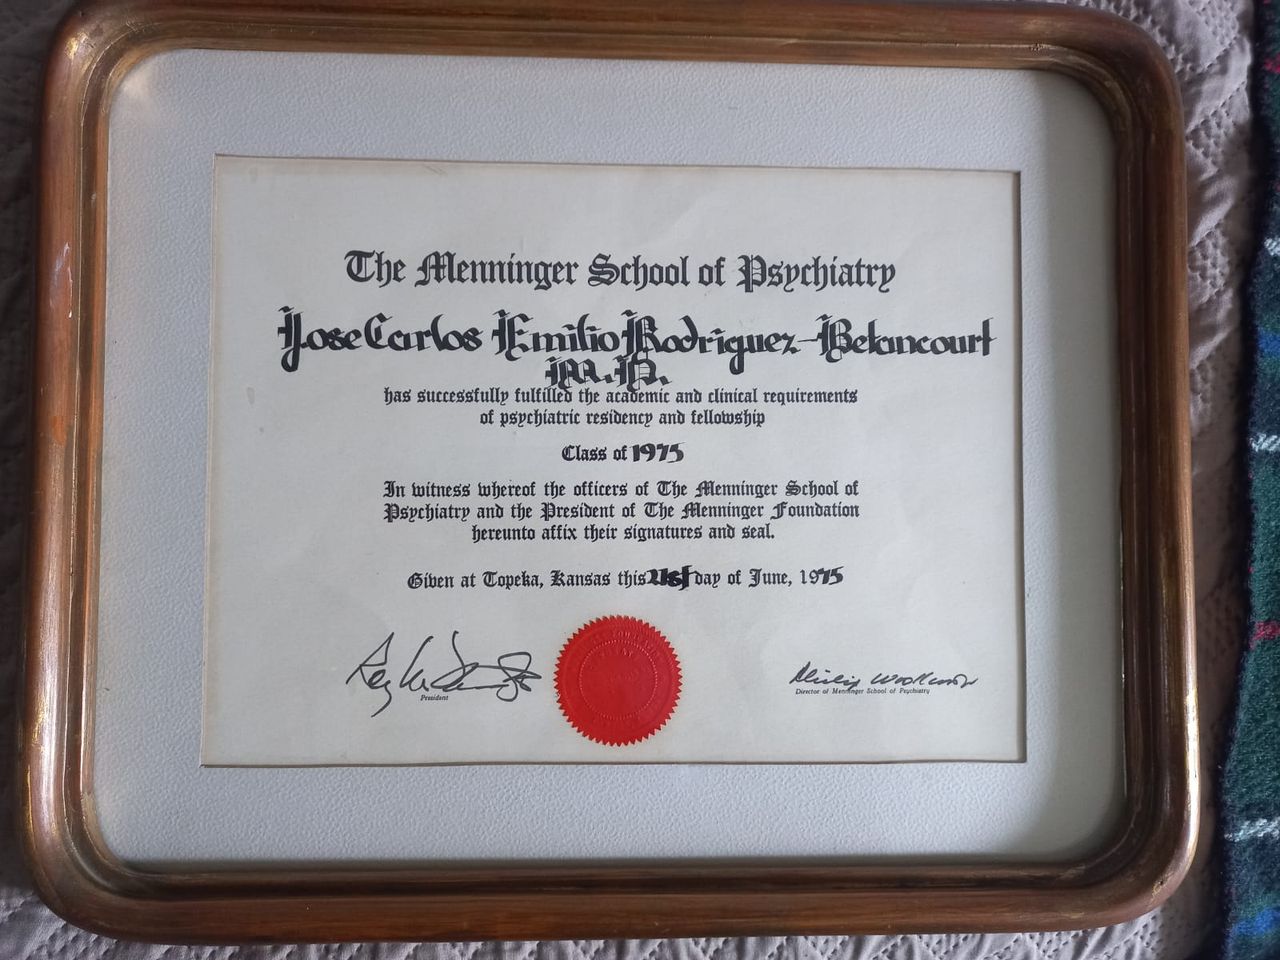 The Menninger School of Psychiatry
Jose Carlos Emilio Rodriguez-Betancourt
M.D.
has successfully fulfilled the academic and clinical requirements
of psychiatric residency and fellowship
Class of 1975
In witness whereof the officers of The Menninger School of
Psychiatry and the President of The Menninger Foundation
hereunto affix their signatures and seal.
Given at Topeka, Kansas this 21st day of June, 1975
President
Director of Menninger School of Psychiatry